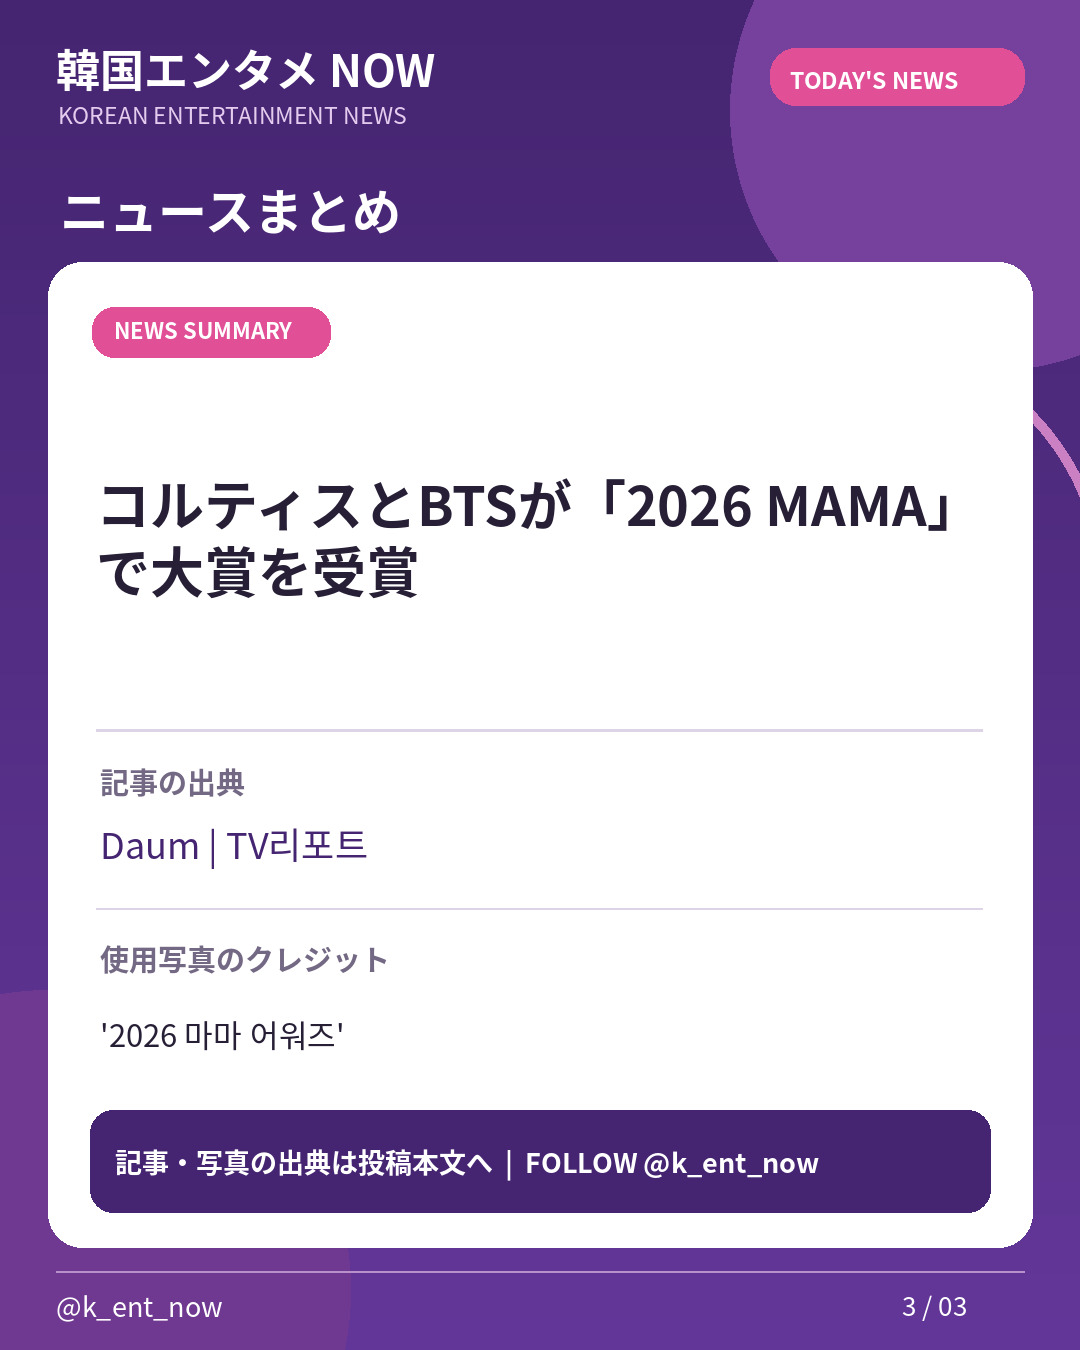 韓国エンタメ NOW
KOREAN ENTERTAINMENT NEWS
TODAY'S NEWS
ニュースまとめ
NEWS SUMMARY
コルティスとBTSが「2026 MAMA」
で大賞を受賞
記事の出典
Daum | TV리포트
使用写真のクレジット
'2026 마마 어워즈'
記事・写真の出典は投稿本文へ | FOLLOW @k_ent_now
@k_ent_now
3 / 03